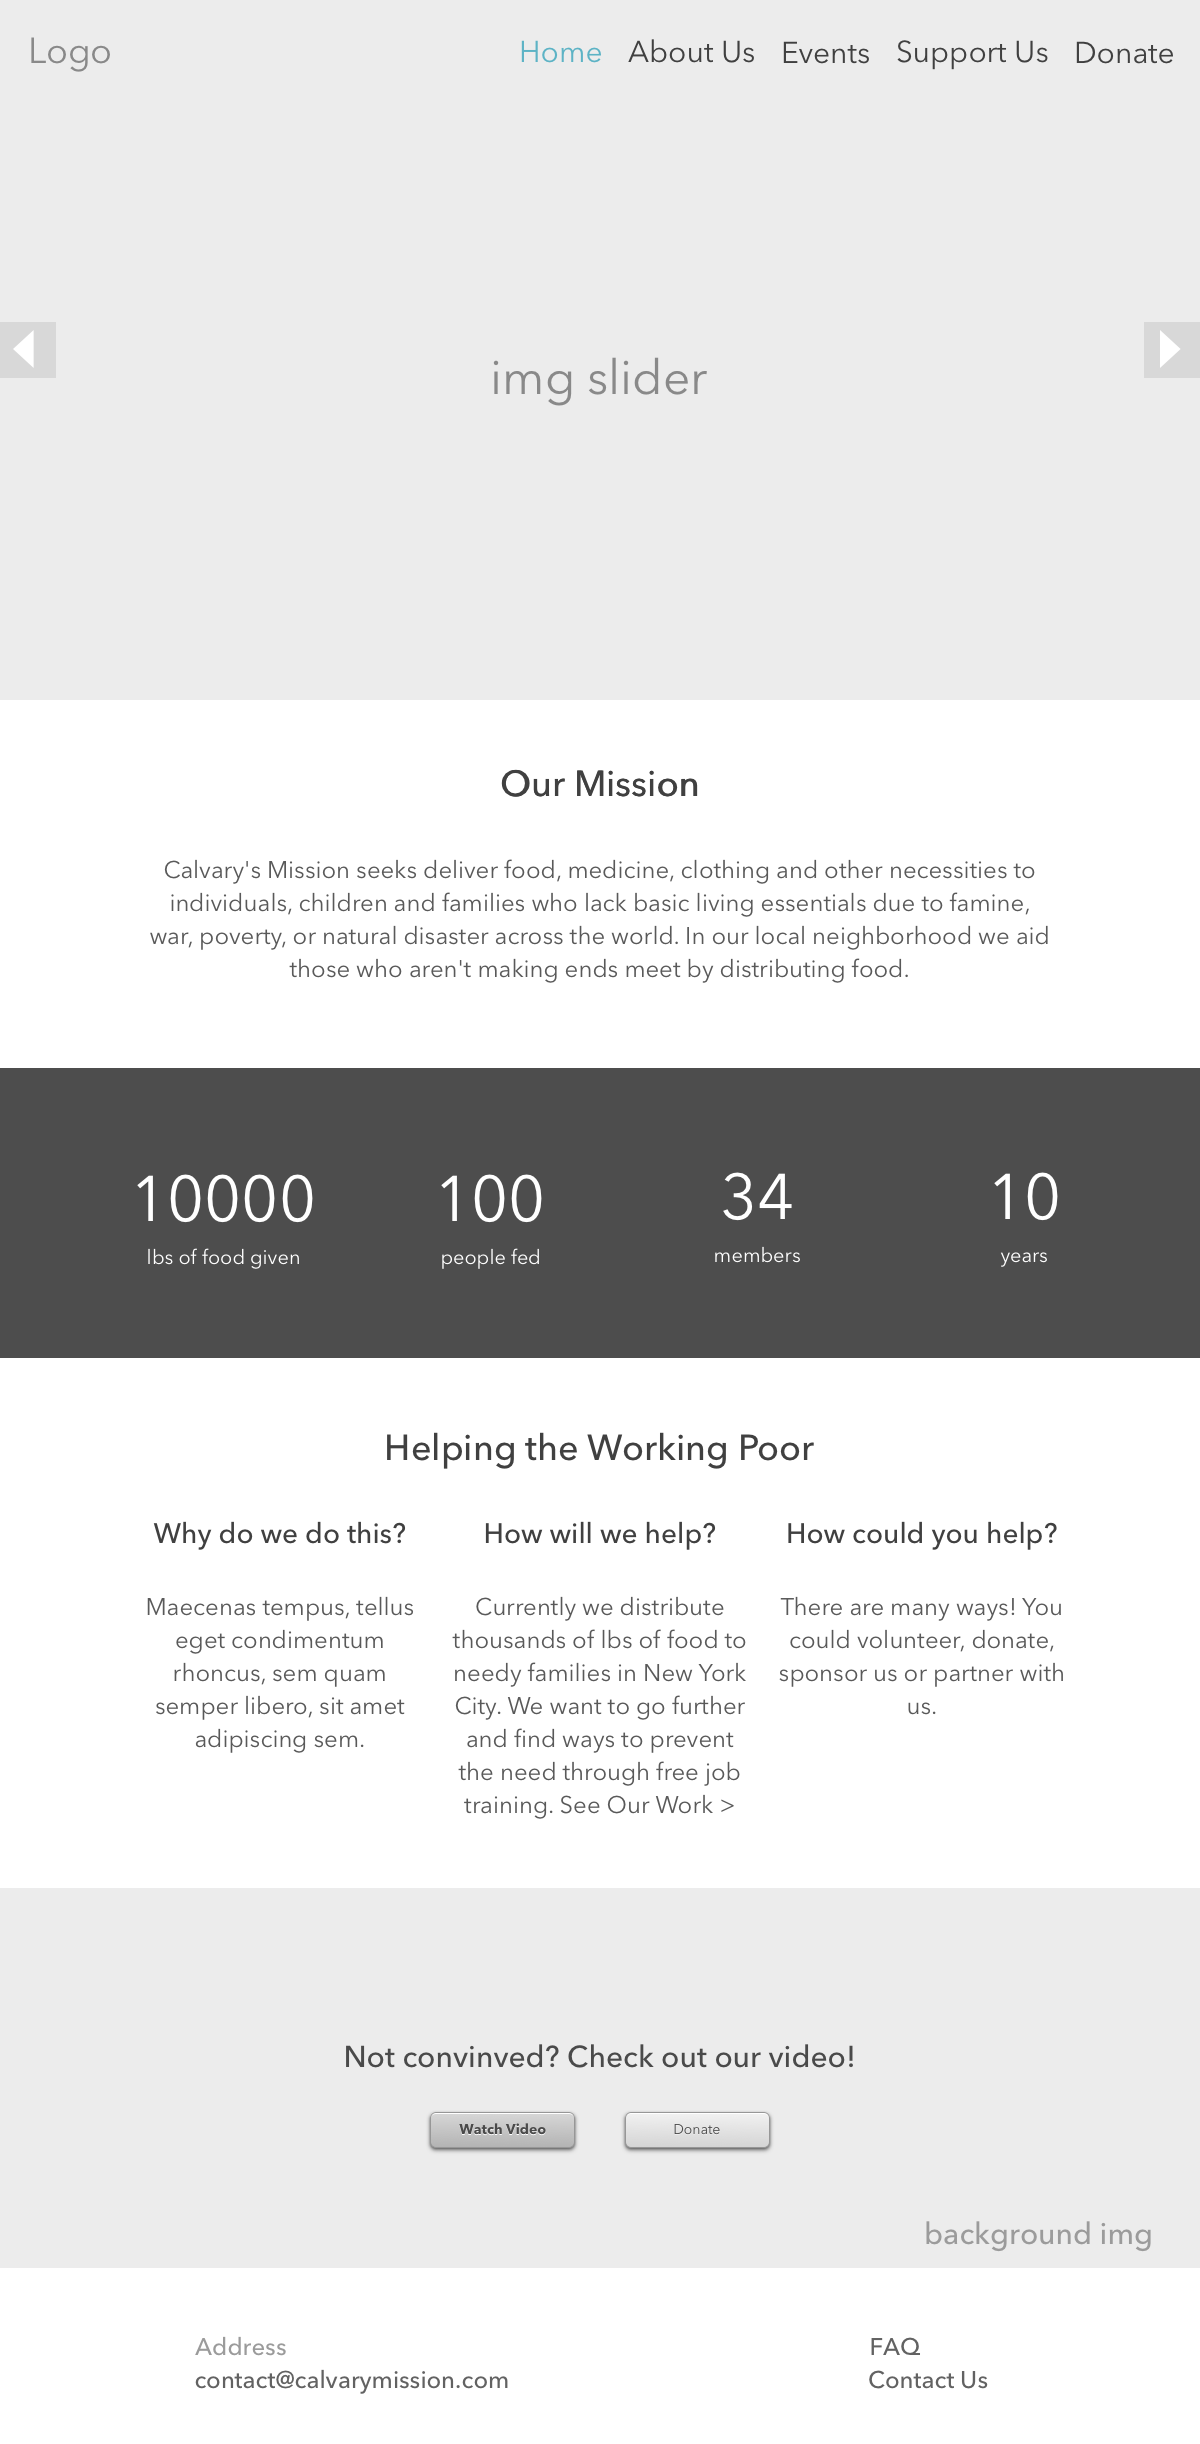 Logo
Home About Us Events Support Us Donate
img slider
Our Mission
Calvary's Mission seeks deliver food, medicine, clothing and other necessities to
individuals, children and families who lack basic living essentials due to famine,
war, poverty, or natural disaster across the world. In our local neighborhood we aid
those who aren't making ends meet by distributing food.
10000
lbs of food given
100
people fed
34
members
10
years
Helping the Working Poor
Why do we do this?
Maecenas tempus, tellus
eget condimentum
rhoncus, sem quam
semper libero, sit amet
adipiscing sem.
How will we help?
Currently we distribute
thousands of lbs of food to
needy families in New York
City. We want to go further
and find ways to prevent
the need through free job
training. See Our Work >
How could you help?
There are many ways! You
could volunteer, donate,
sponsor us or partner with
us.
Not convinved? Check out our video!
Watch Video
Donate
background img
Address
contact@calvarymission.com
FAQ
Contact Us